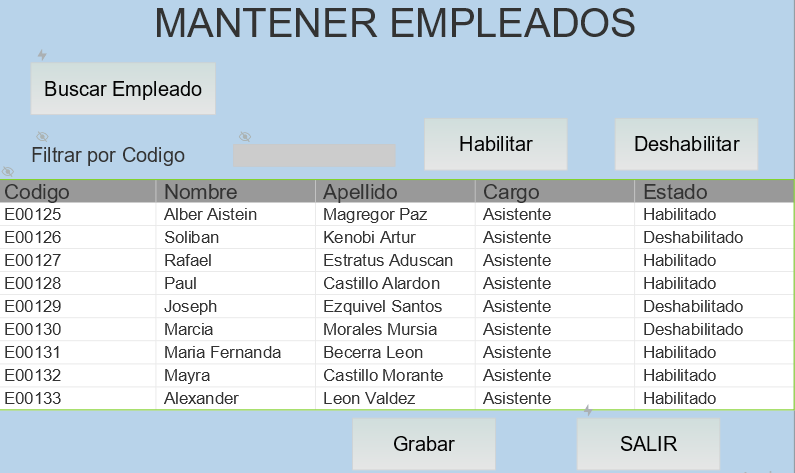 MANTENER EMPLEADOS
Buscar Empleado
Filtrar por Codigo
Habilitar
Deshabilitar
Codigo Nombre Apellido Cargo Estado
E00125 Alber Aistein Magregor Paz Asistente Habilitado
E00126 Soliban Kenobi Artur Asistente Deshabilitado
E00127 Rafael Estratus Aduscan Asistente Habilitado
E00128 Paul Castillo Alardon Asistente Habilitado
E00129 Joseph Ezquivel Santos Asistente Deshabilitado
E00130 Marcia Morales Mursia Asistente Deshabilitado
E00131 Maria Fernanda Becerra Leon Asistente Habilitado
E00132 Mayra Castillo Morante Asistente Habilitado
E00133 Alexander Leon Valdez Asistente Habilitado
Grabar
SALIR